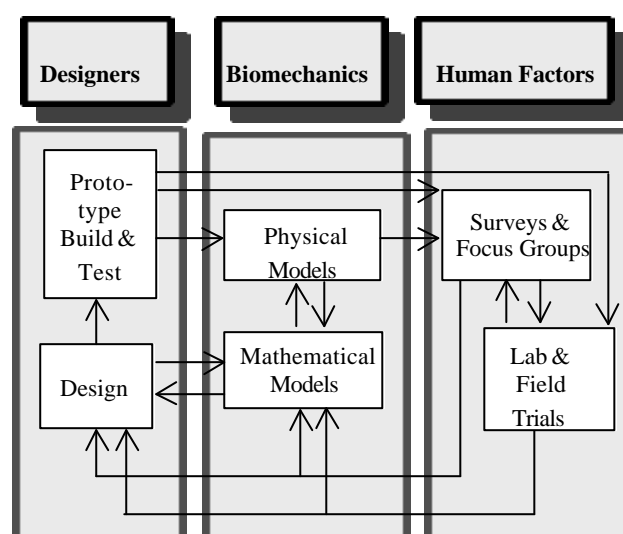 Designers
Biomechanics
Human Factors
Proto-
type
Build &
Test
Physical
Models
Surveys &
Focus Groups
Design
Mathematical
Models
Lab &
Field
Trials